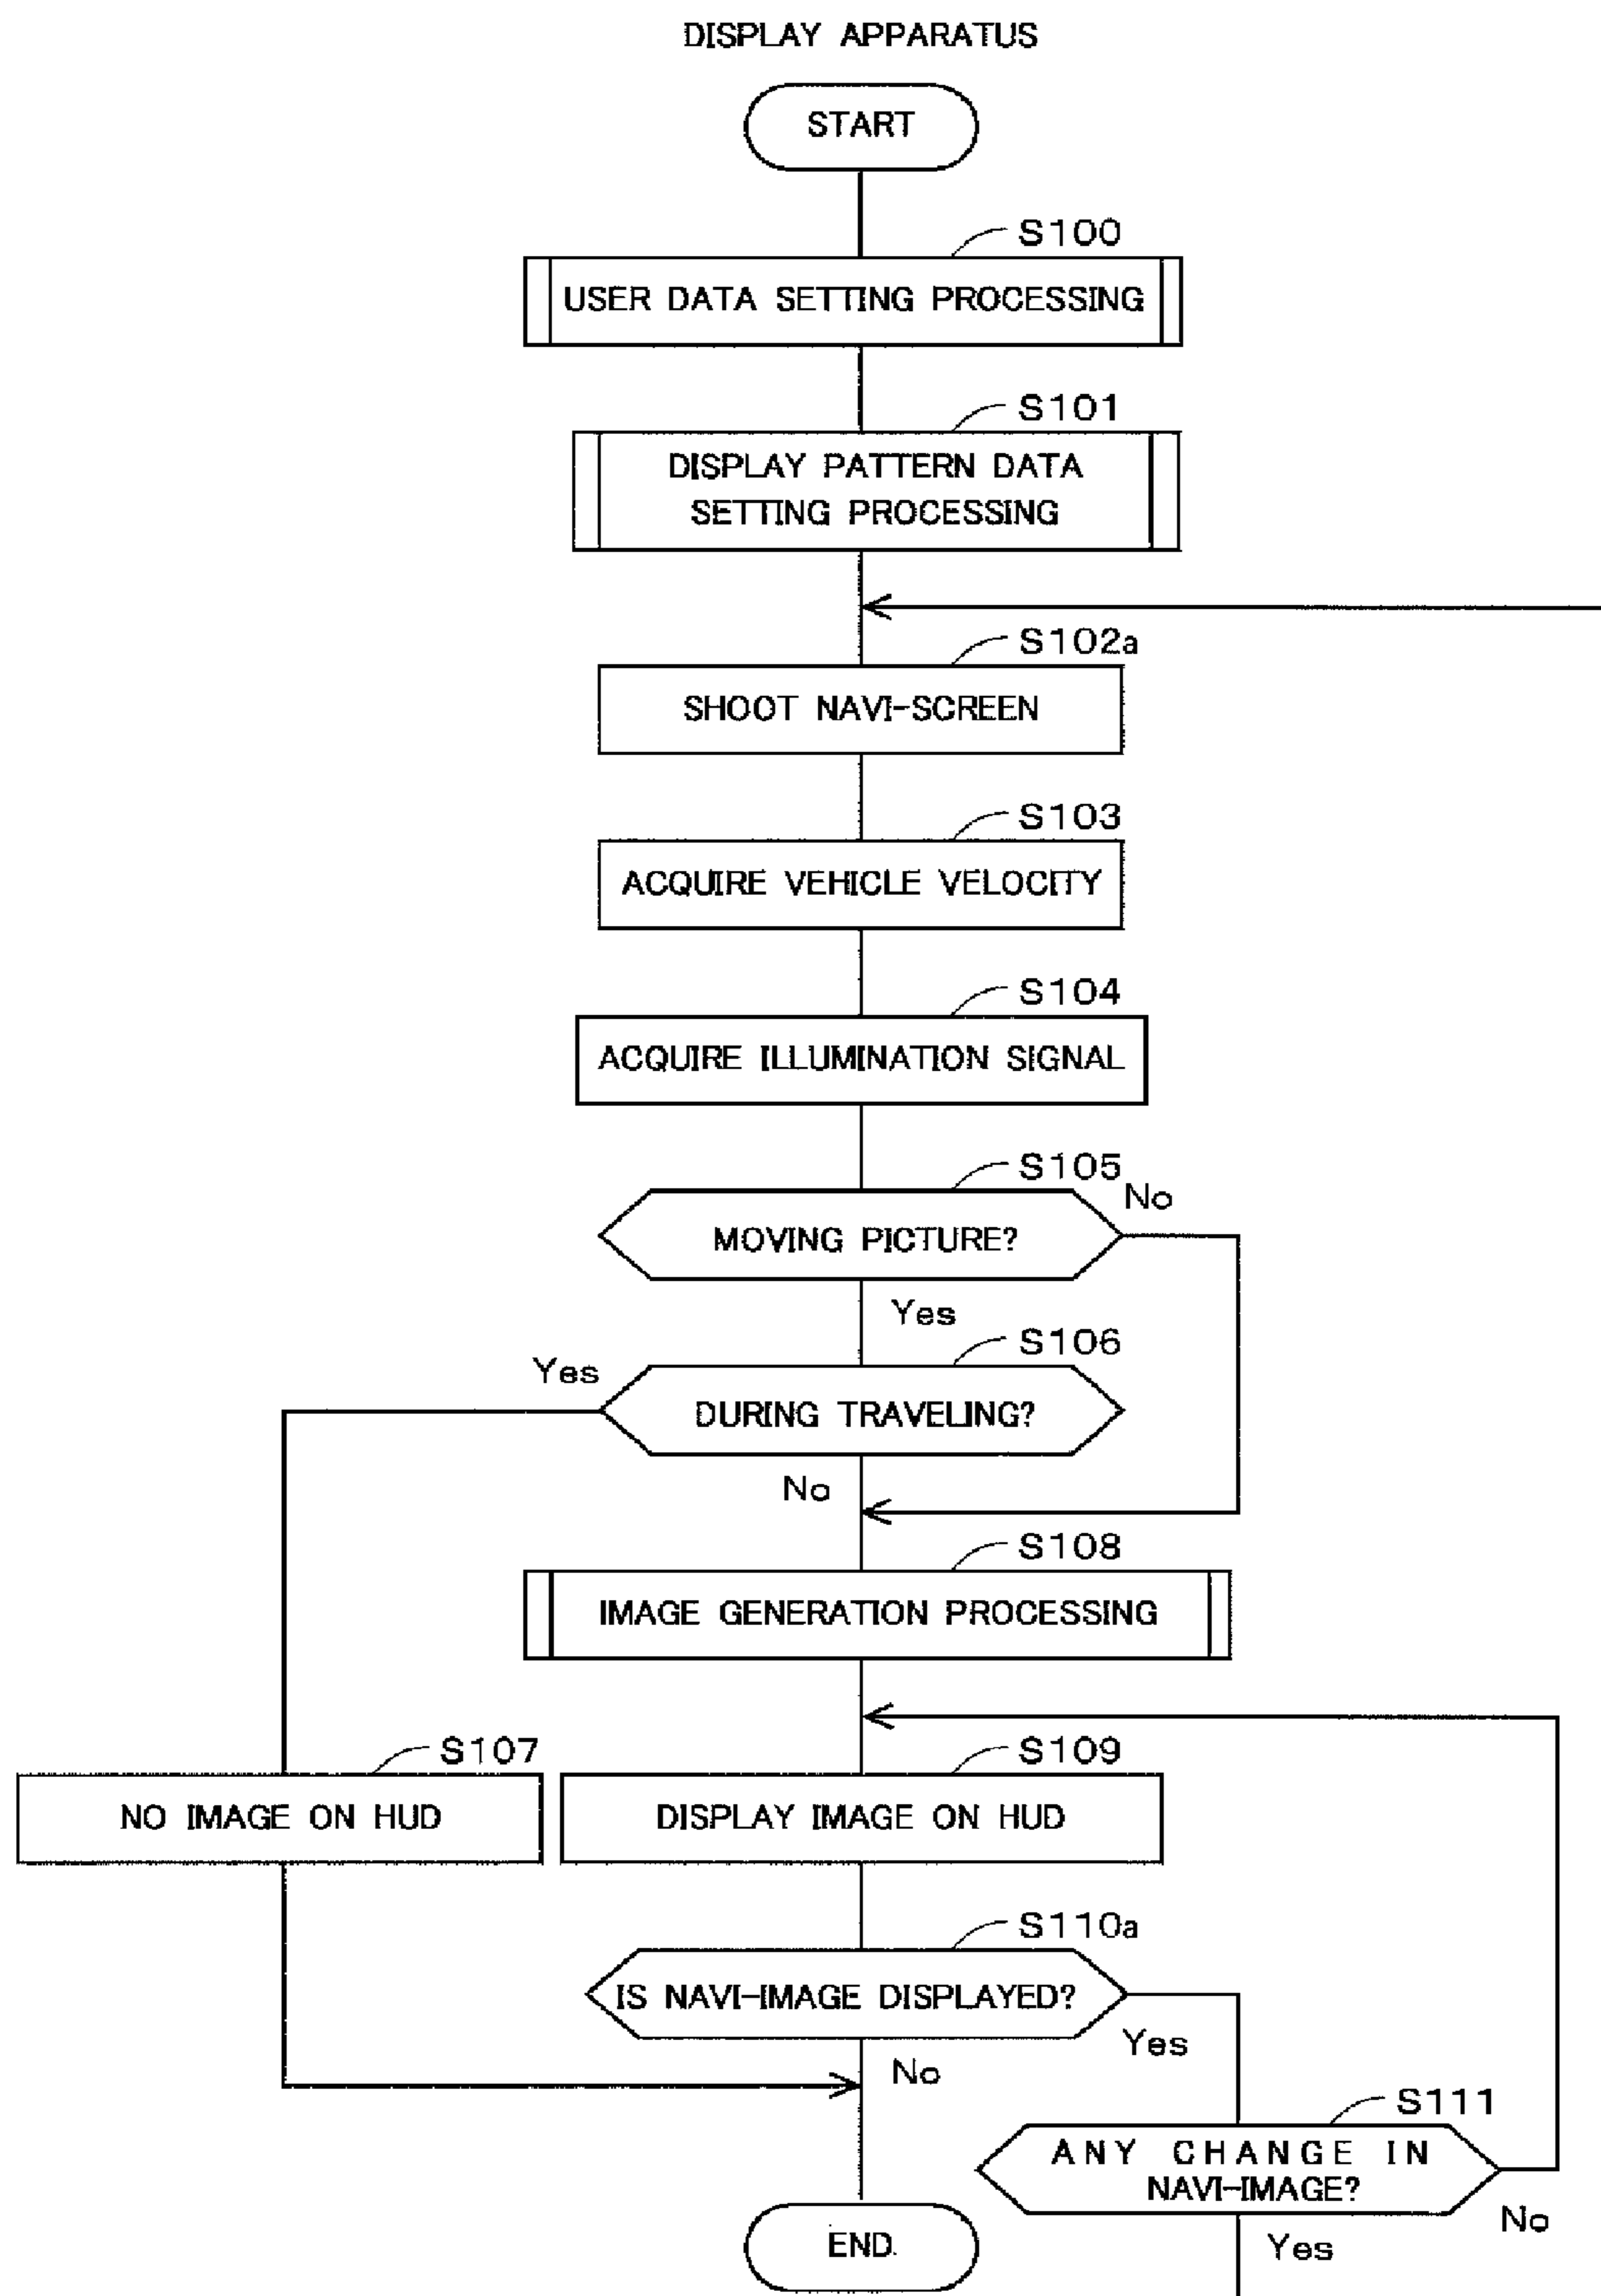 DISPLAY APPARATUS
START
S100
USER DATA SETTING PROCESSING
S101
DISPLAY PATTERN DATA
SETTING PROCESSING
S102a
SHOOT NAVI-SCREEN
S103
ACQUIRE VEHICLE VELOCITY
S104
ACQUIRE ILLUMINATION SIGNAL
S105
No
MOVING PICTURE?
Yes
S106
Yes
DURING TRAVELING?
No
S108
IMAGE GENERATION PROCESSING
S107
S109
NO IMAGE ON HUD
DISPLAY IMAGE ON HUD
S110a
IS NAVI-IMAGE DISPLAYED?
Yes
No
S111
ANY CHANGE IN
NAVI-IMAGE?
No
END
Yes